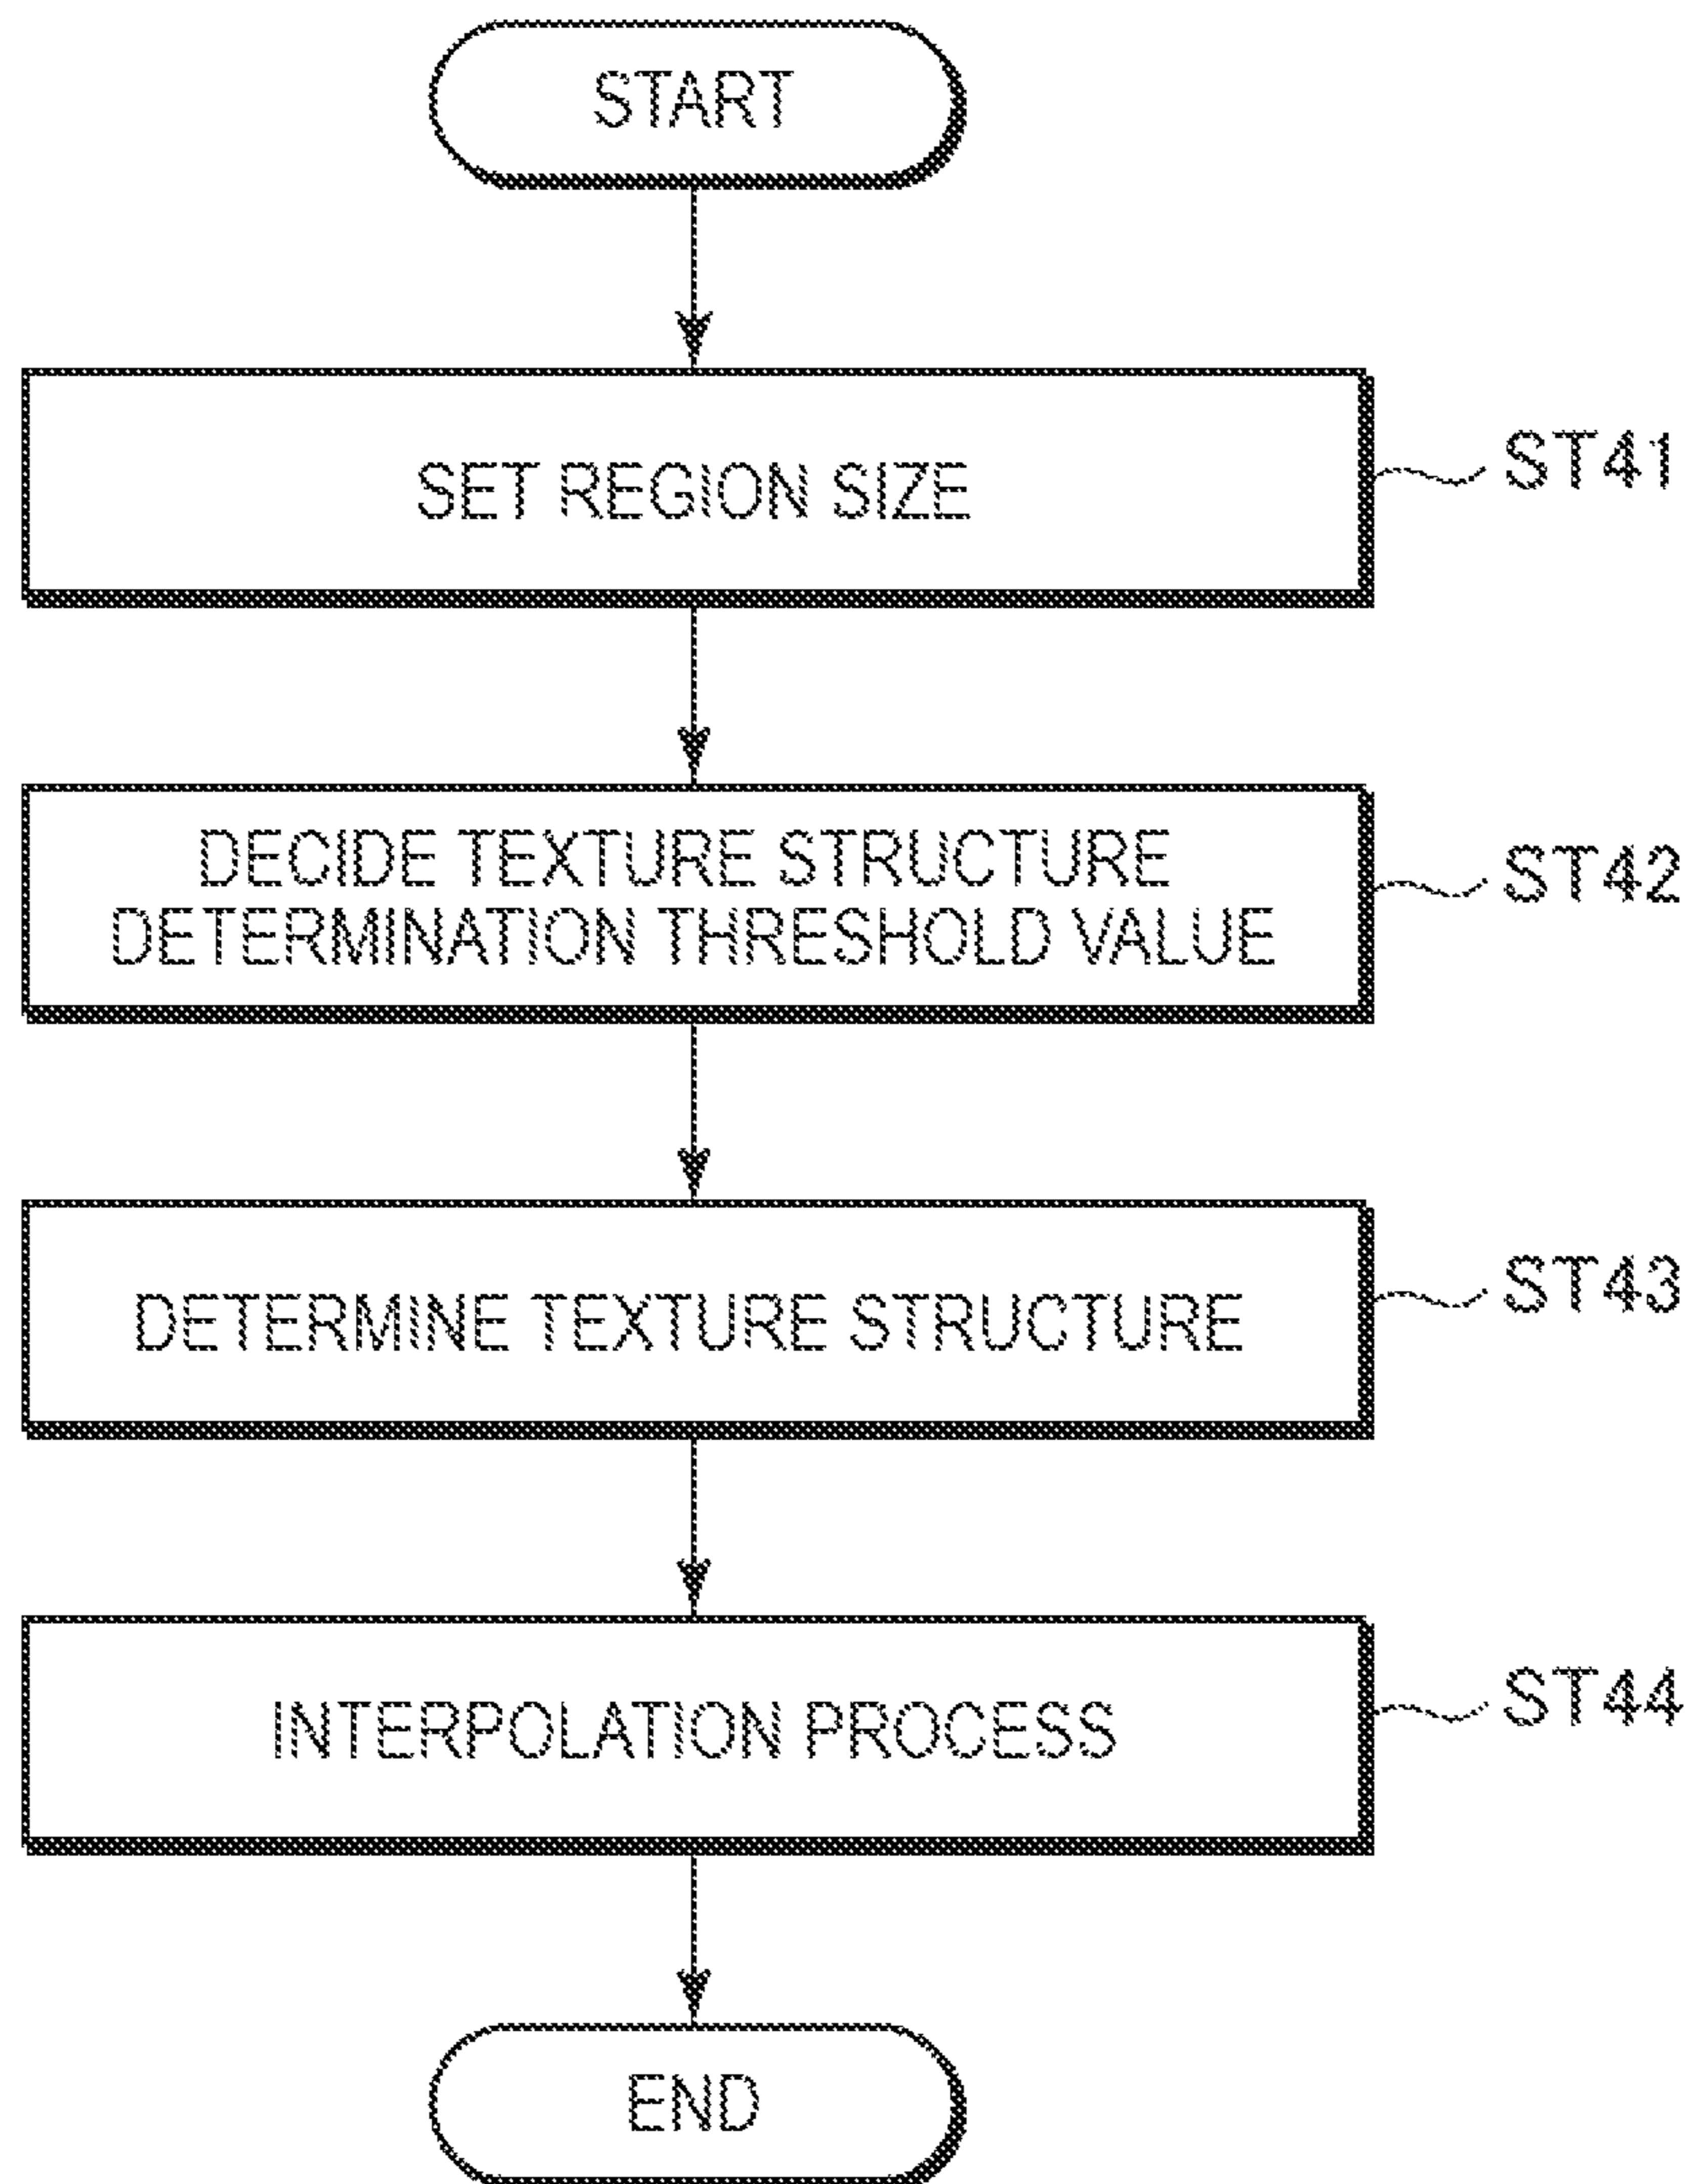 START
SET REGION SIZE
ST41
DECIDE TEXTURE STRUCTURE
DETERMINATION THRESHOLD VALUE
ST42
DETERMINE TEXTURE STRUCTURE
ST43
INTERPOLATION PROCESS
ST44
END